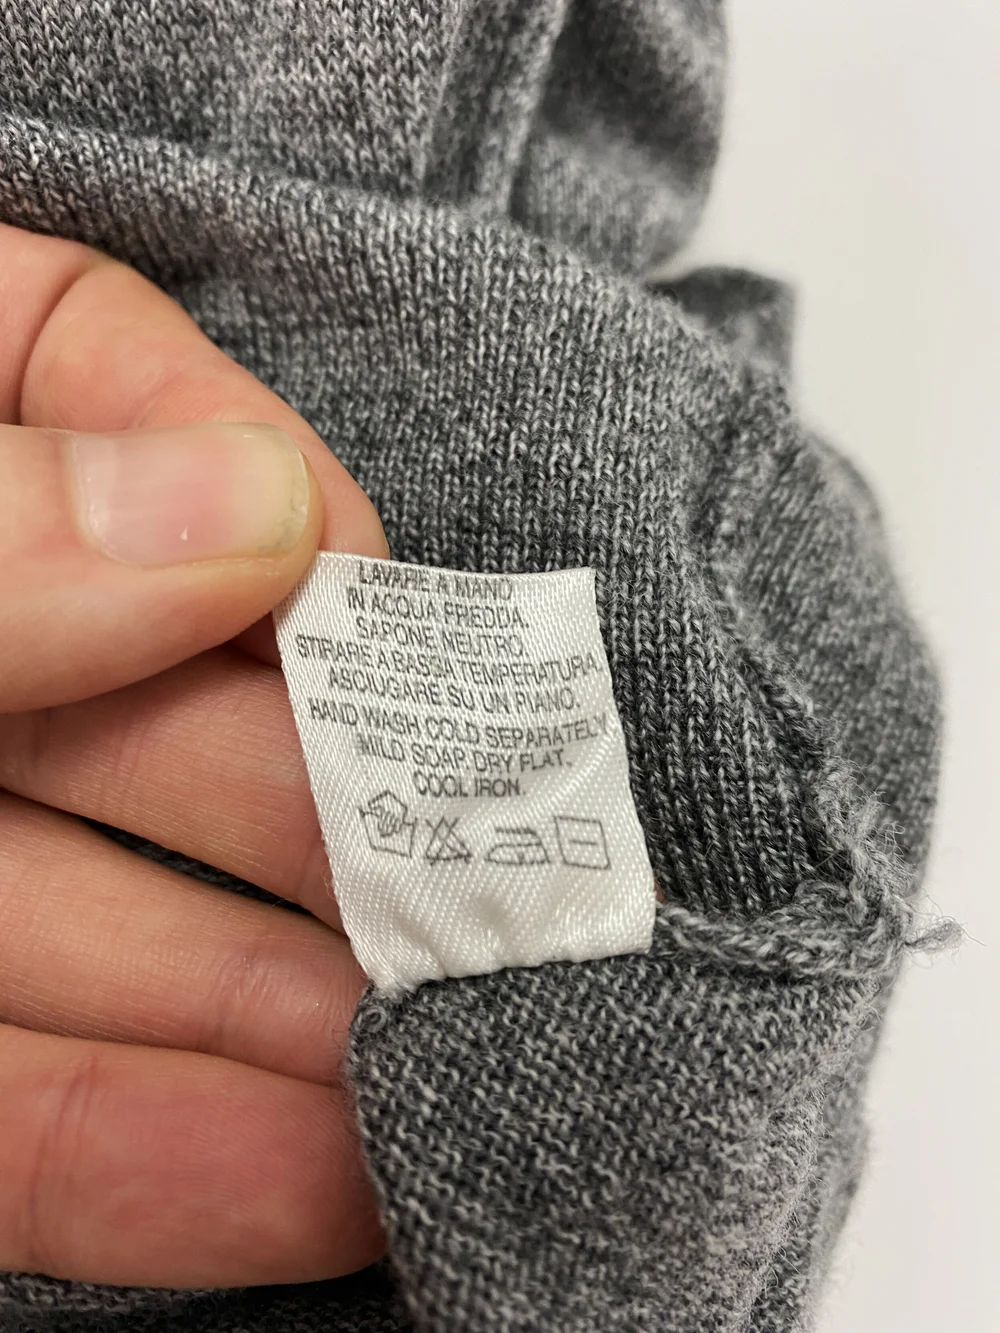 LAVARE A MANO
IN ACQUA FREDDA.
SAPONE NEUTRO.
STIRARE A BASSA TEMPERATURA.
ASCIUGARE SU UN PIANO.
HAND WASH COLD SEPARATELY
MILD SOAP. DRY FLAT.
COOL IRON.